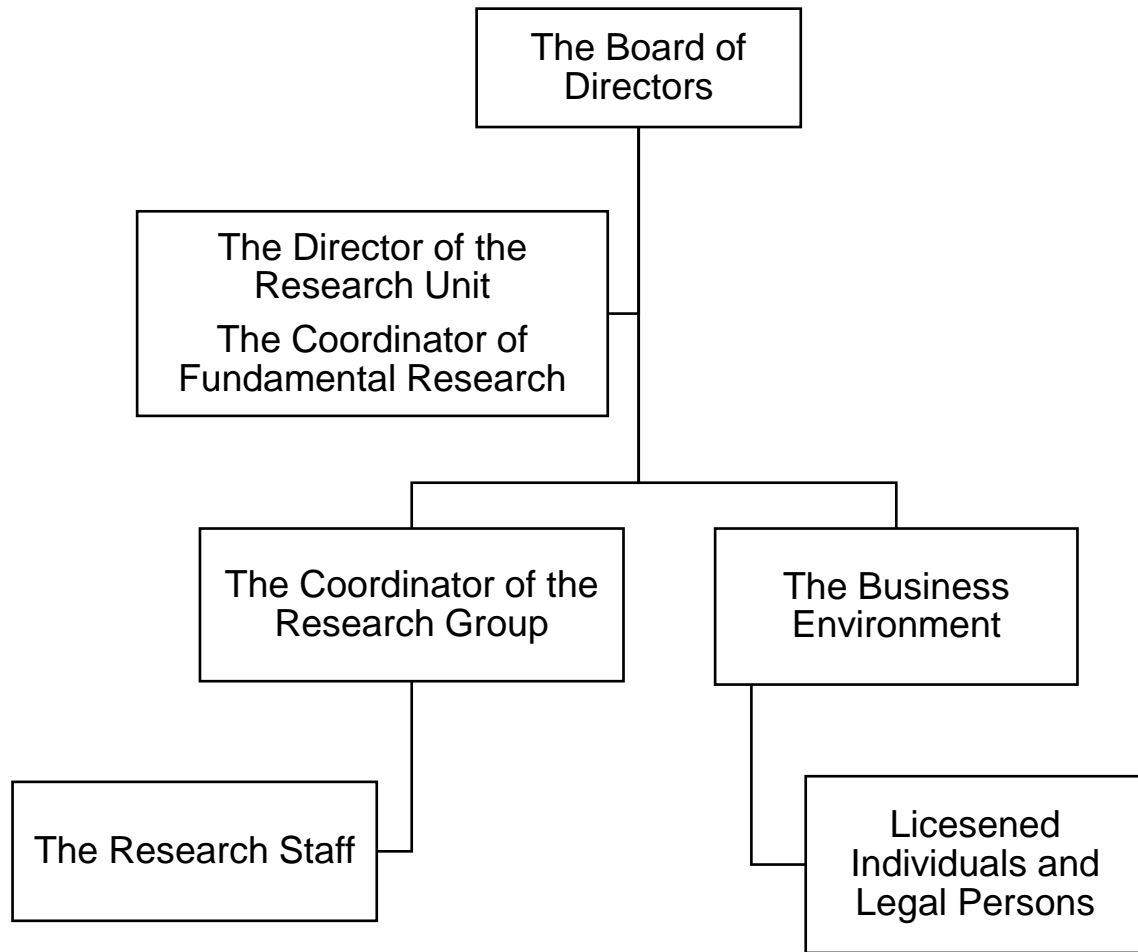 The Board of
Directors
The Director of the
Research Unit
The Coordinator of
Fundamental Research
The Coordinator of the
Research Group
The Business
Environment
The Research Staff
Licesened
Individuals and
Legal Persons